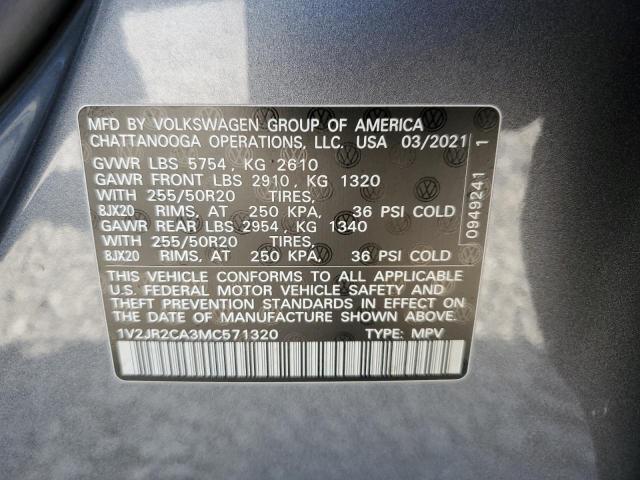 MFD BY VOLKSWAGEN GROUP OF AMERICA
CHATTANOOGA OPERATIONS, LLC. USA 03/2021
GVWR LBS 5754, KG 2610
GAWR FRONT LBS 2910, KG 1320
WITH 255/50R20 TIRES,
8JX20 RIMS, AT 250 KPA, 36 PSI COLD
GAWR REAR LBS 2954, KG 1340
WITH 255/50R20 TIRES,
8JX20 RIMS, AT 250 KPA, 36 PSI COLD
THIS VEHICLE CONFORMS TO ALL APPLICABLE
U.S. FEDERAL MOTOR VEHICLE SAFETY AND
THEFT PREVENTION STANDARDS IN EFFECT ON
THE DATE OF MANUFACTURE SHOWN ABOVE.
1V2JR2CA3MC571320 TYPE: MPV
0949241 1